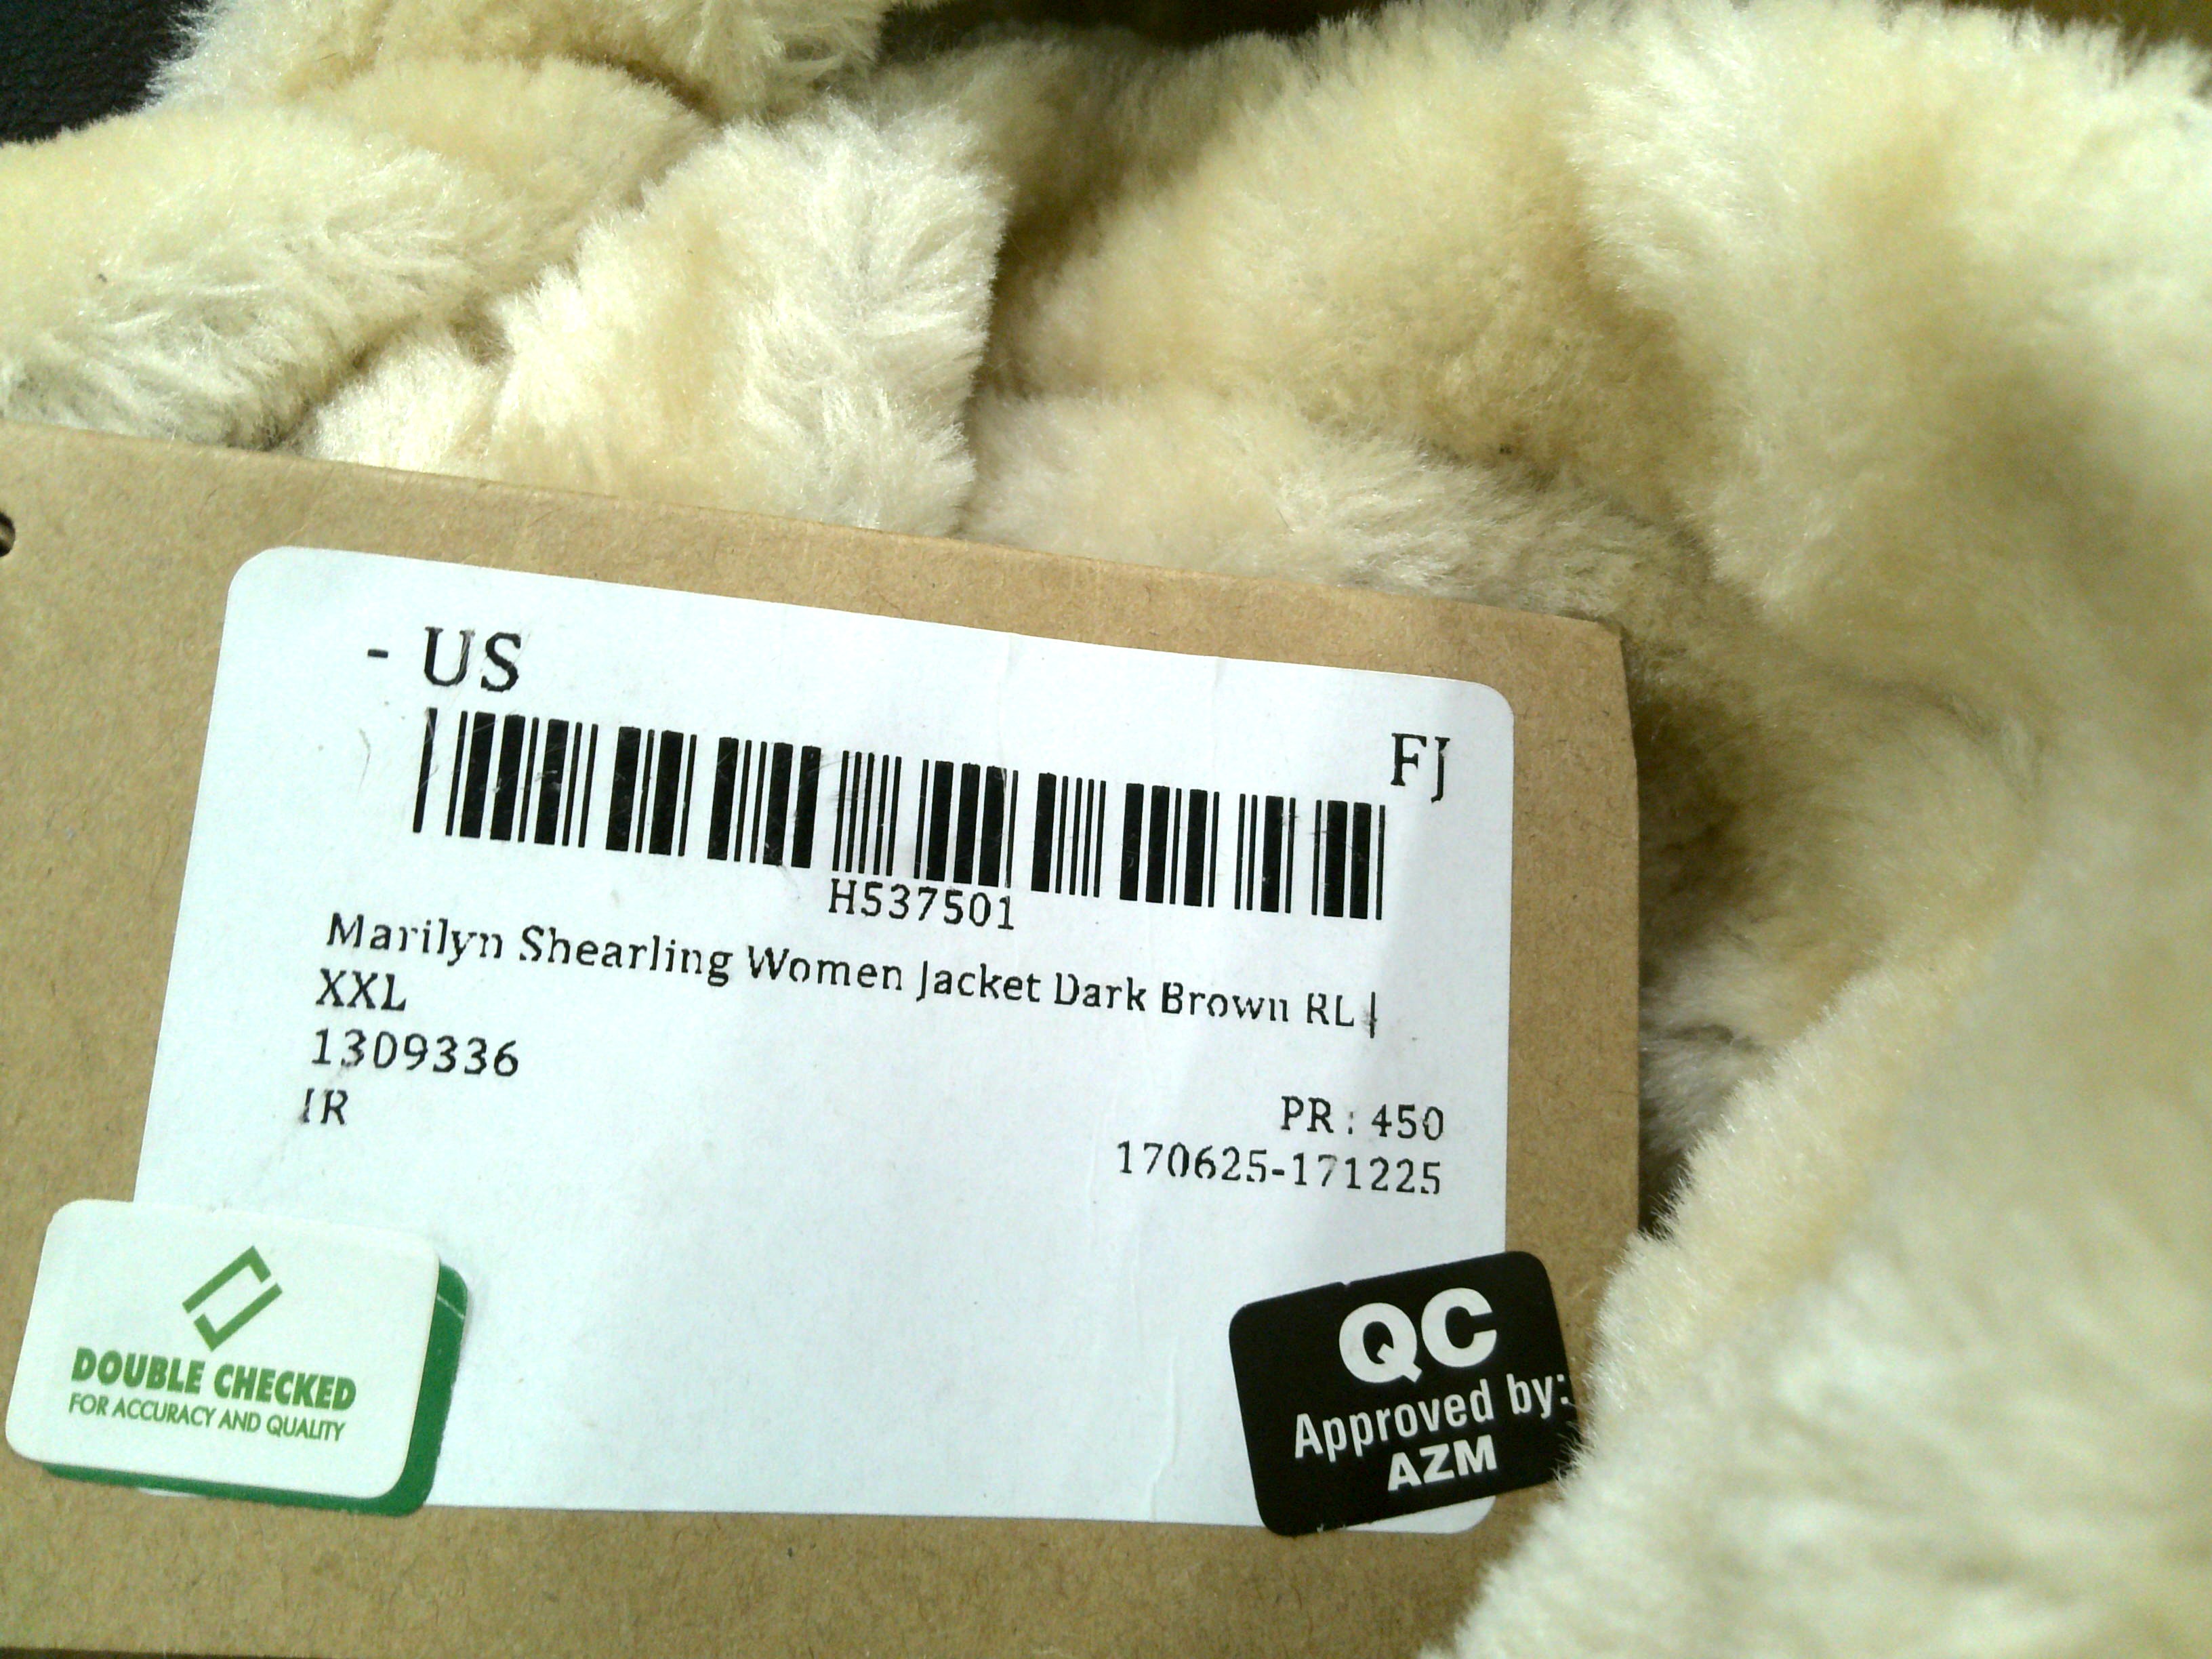 - US
FJ
H537501
Marilyn Shearling Women Jacket Dark Brown RL |
XXL
1309336
IR
PR : 450
170625-171225
DOUBLE CHECKED
FOR ACCURACY AND QUALITY
QC
Approved by:
AZM